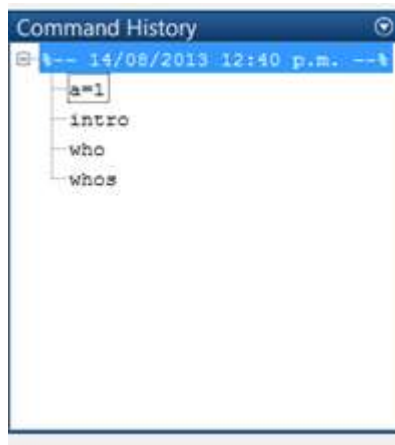 Command History
%-- 14/08/2013 12:40 p.m. --%
a=1
intro
who
whos